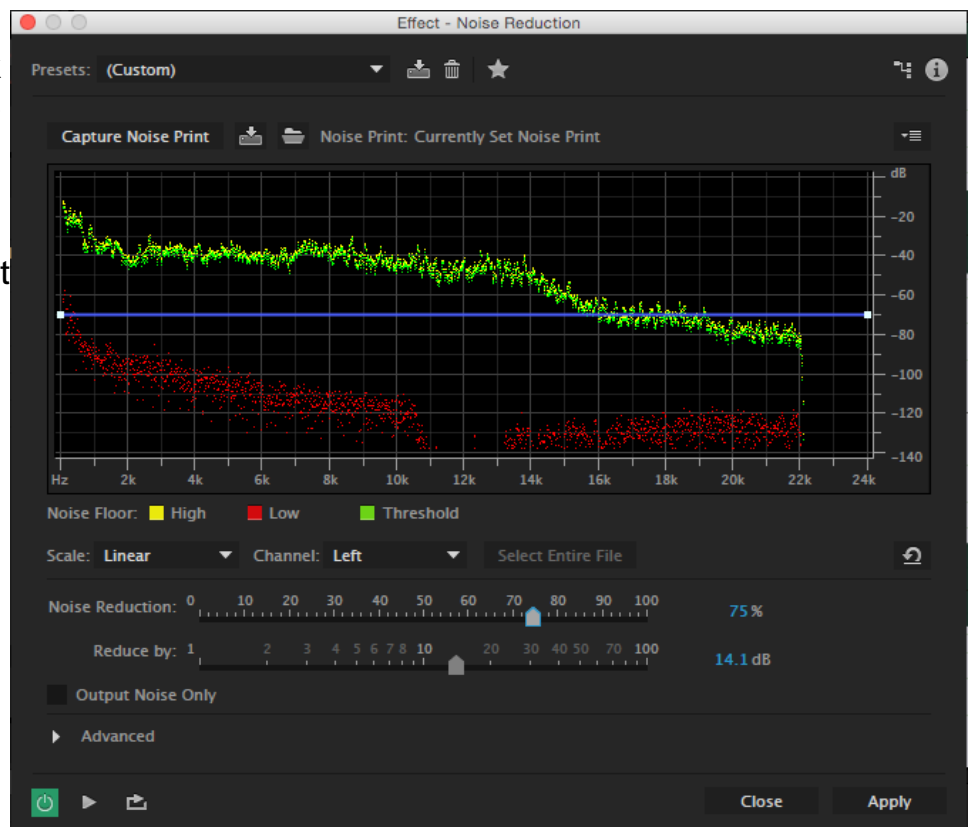 Effect - Noise Reduction
Presets: (Custom)
Capture Noise Print Noise Print: Currently Set Noise Print
dB
-20
-40
t
-60
-80
-100
-120
-140
Hz 2k 4k 6k 8k 10k 12k 14k 16k 18k 20k 22k 24k
Noise Floor: High Low Threshold
Scale: Linear Channel: Left Select Entire File
Noise Reduction: 0 10 20 30 40 50 60 70 80 90 100 75%
Reduce by: 1 2 3 4 5 6 7 8 10 20 30 40 50 70 100 14.1 dB
Output Noise Only
Advanced
Close Apply